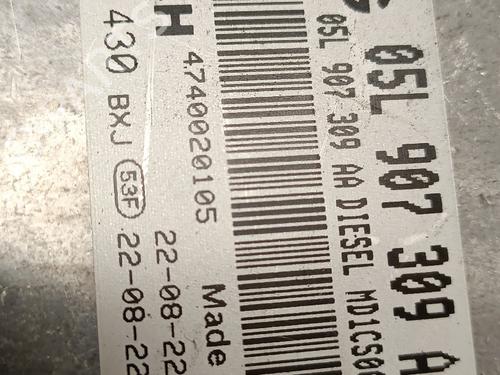 05L 907 309 A
05L 907 309 AA DIESEL MDICS0
4740020105 Made
H 22-08-22
430 BXJ 53F 22-08-22